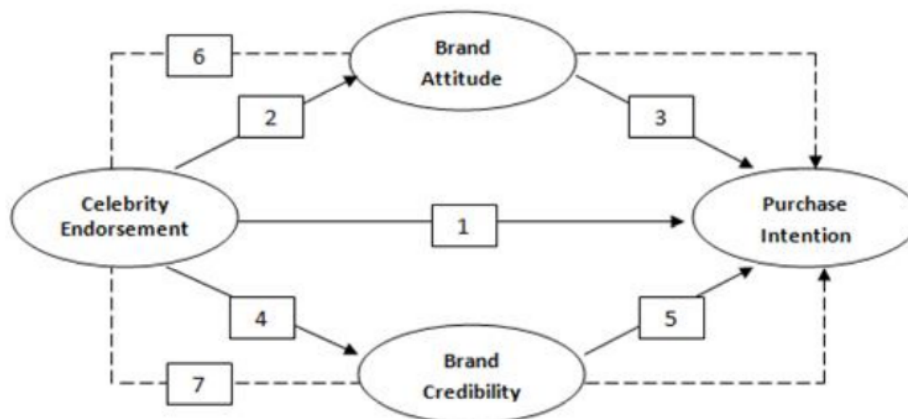 Brand
Attitude
6
2
3
Celebrity
Endorsement
1
Purchase
Intention
4
5
Brand
Credibility
7